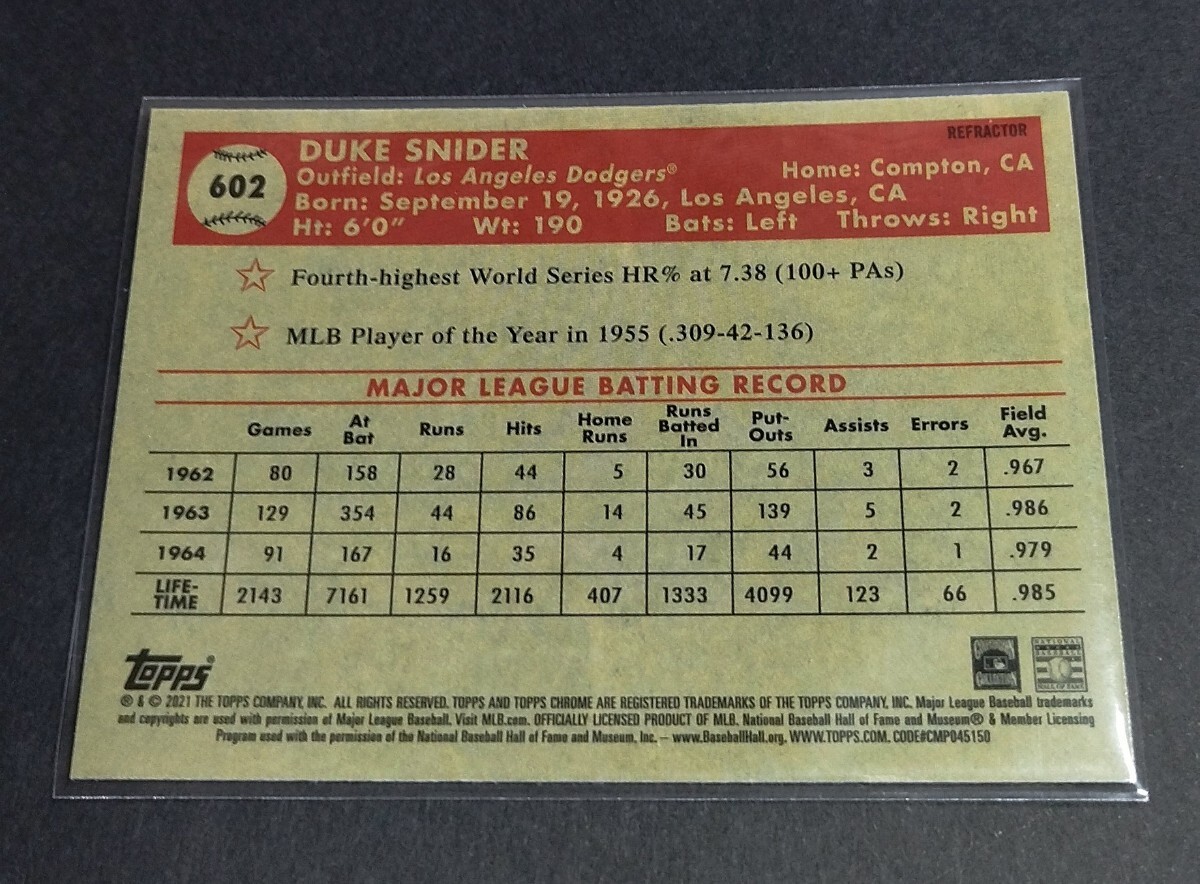 REFRACTOR
602
DUKE SNIDER
Outfield: Los Angeles Dodgers® Home: Compton, CA
Born: September 19, 1926, Los Angeles, CA
Ht: 6'0" Wt: 190 Bats: Left Throws: Right
Fourth-highest World Series HR% at 7.38 (100+ PAs)
MLB Player of the Year in 1955 (.309-42-136)
MAJOR LEAGUE BATTING RECORD
Games At Bat Runs Hits Home Runs Runs Batted In Put-Outs Assists Errors Field Avg.
1962 80 158 28 44 5 30 56 3 2 .967
1963 129 354 44 86 14 45 139 5 2 .986
1964 91 167 16 35 4 17 44 2 1 .979
LIFE-TIME 2143 7161 1259 2116 407 1333 4099 123 66 .985
topps®
COOPERSTOWN COLLECTION
NATIONAL BASEBALL HALL OF FAME
® & © 2021 THE TOPPS COMPANY, INC. ALL RIGHTS RESERVED. TOPPS AND TOPPS CHROME ARE REGISTERED TRADEMARKS OF THE TOPPS COMPANY, INC. Major League Baseball trademarks
and copyrights are used with permission of Major League Baseball. Visit MLB.com. OFFICIALLY LICENSED PRODUCT OF MLB. National Baseball Hall of Fame and Museum® & Member Licensing
Program used with the permission of the National Baseball Hall of Fame and Museum, Inc. – www.BaseballHall.org. WWW.TOPPS.COM. CODE#CMP045150